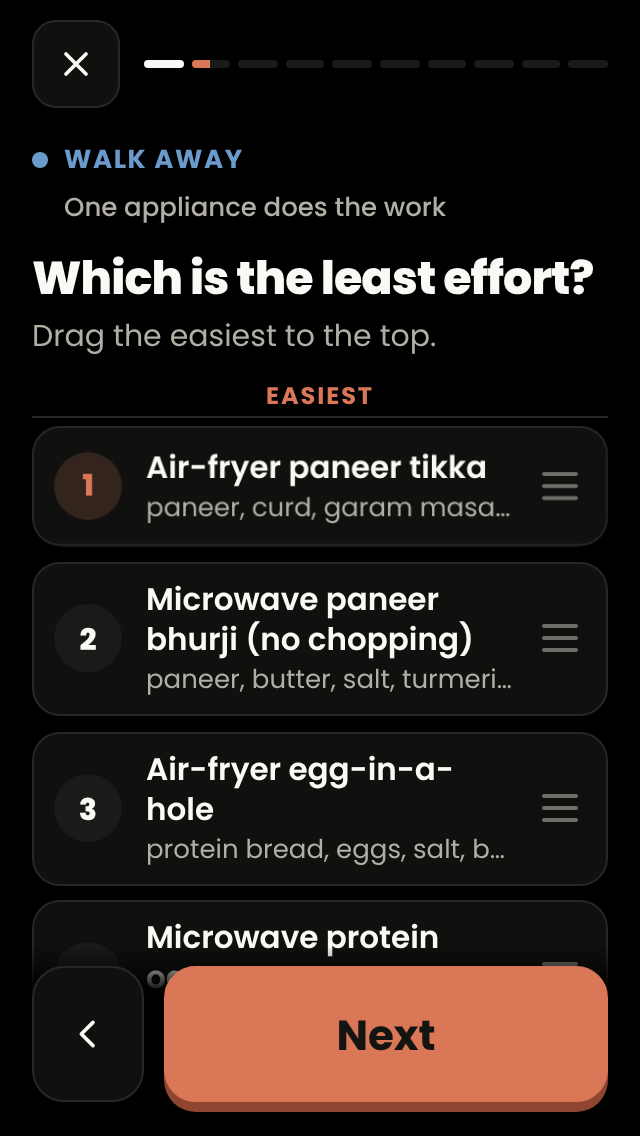 WALK AWAY
One appliance does the work
Which is the least effort?
Drag the easiest to the top.
EASIEST
1
Air-fryer paneer tikka
paneer, curd, garam masa...
2
Microwave paneer
bhurji (no chopping)
paneer, butter, salt, turmeri...
3
Air-fryer egg-in-a-
hole
protein bread, eggs, salt, b...
Microwave protein
Next